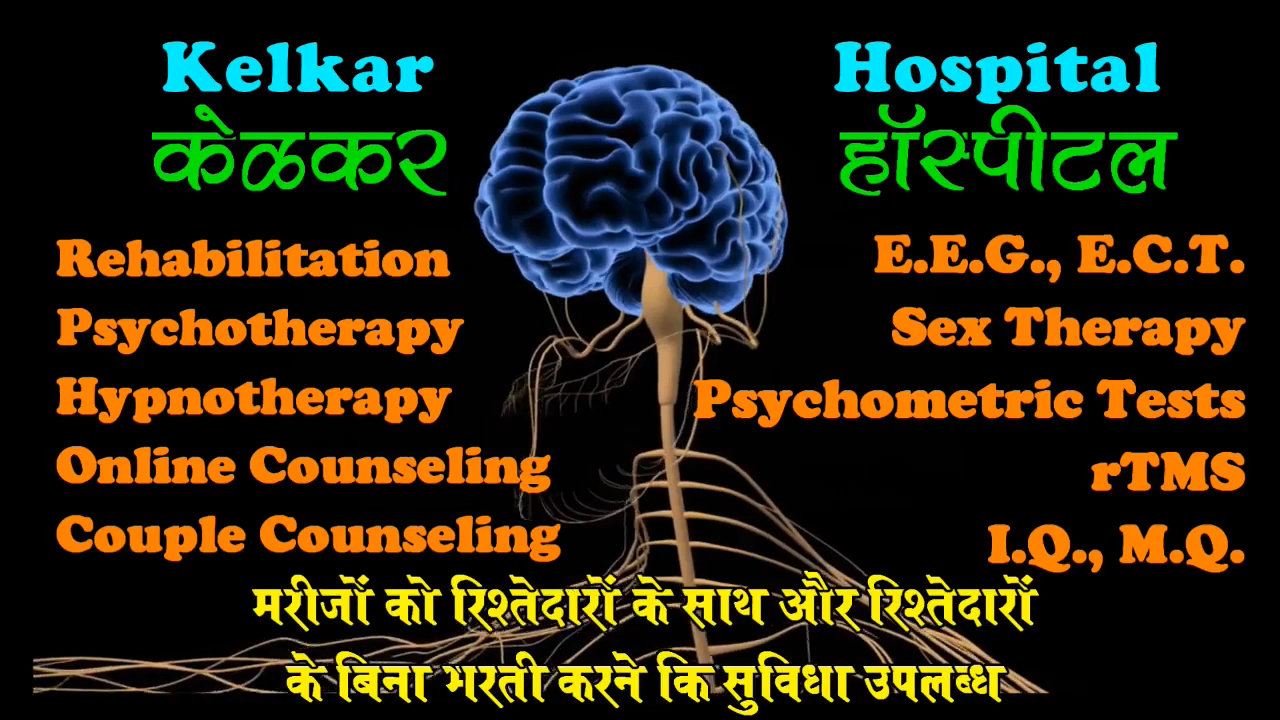 Kelkar Hospital
केळकर हॉस्पीटल
Rehabilitation
Psychotherapy
Hypnotherapy
Online Counseling
Couple Counseling
E.E.G., E.C.T.
Sex Therapy
Psychometric Tests
rTMS
I.Q., M.Q.
मरीजों को रिश्तेदारों के साथ और रिश्तेदारों
के बिना भरती करने कि सुविधा उपलब्ध